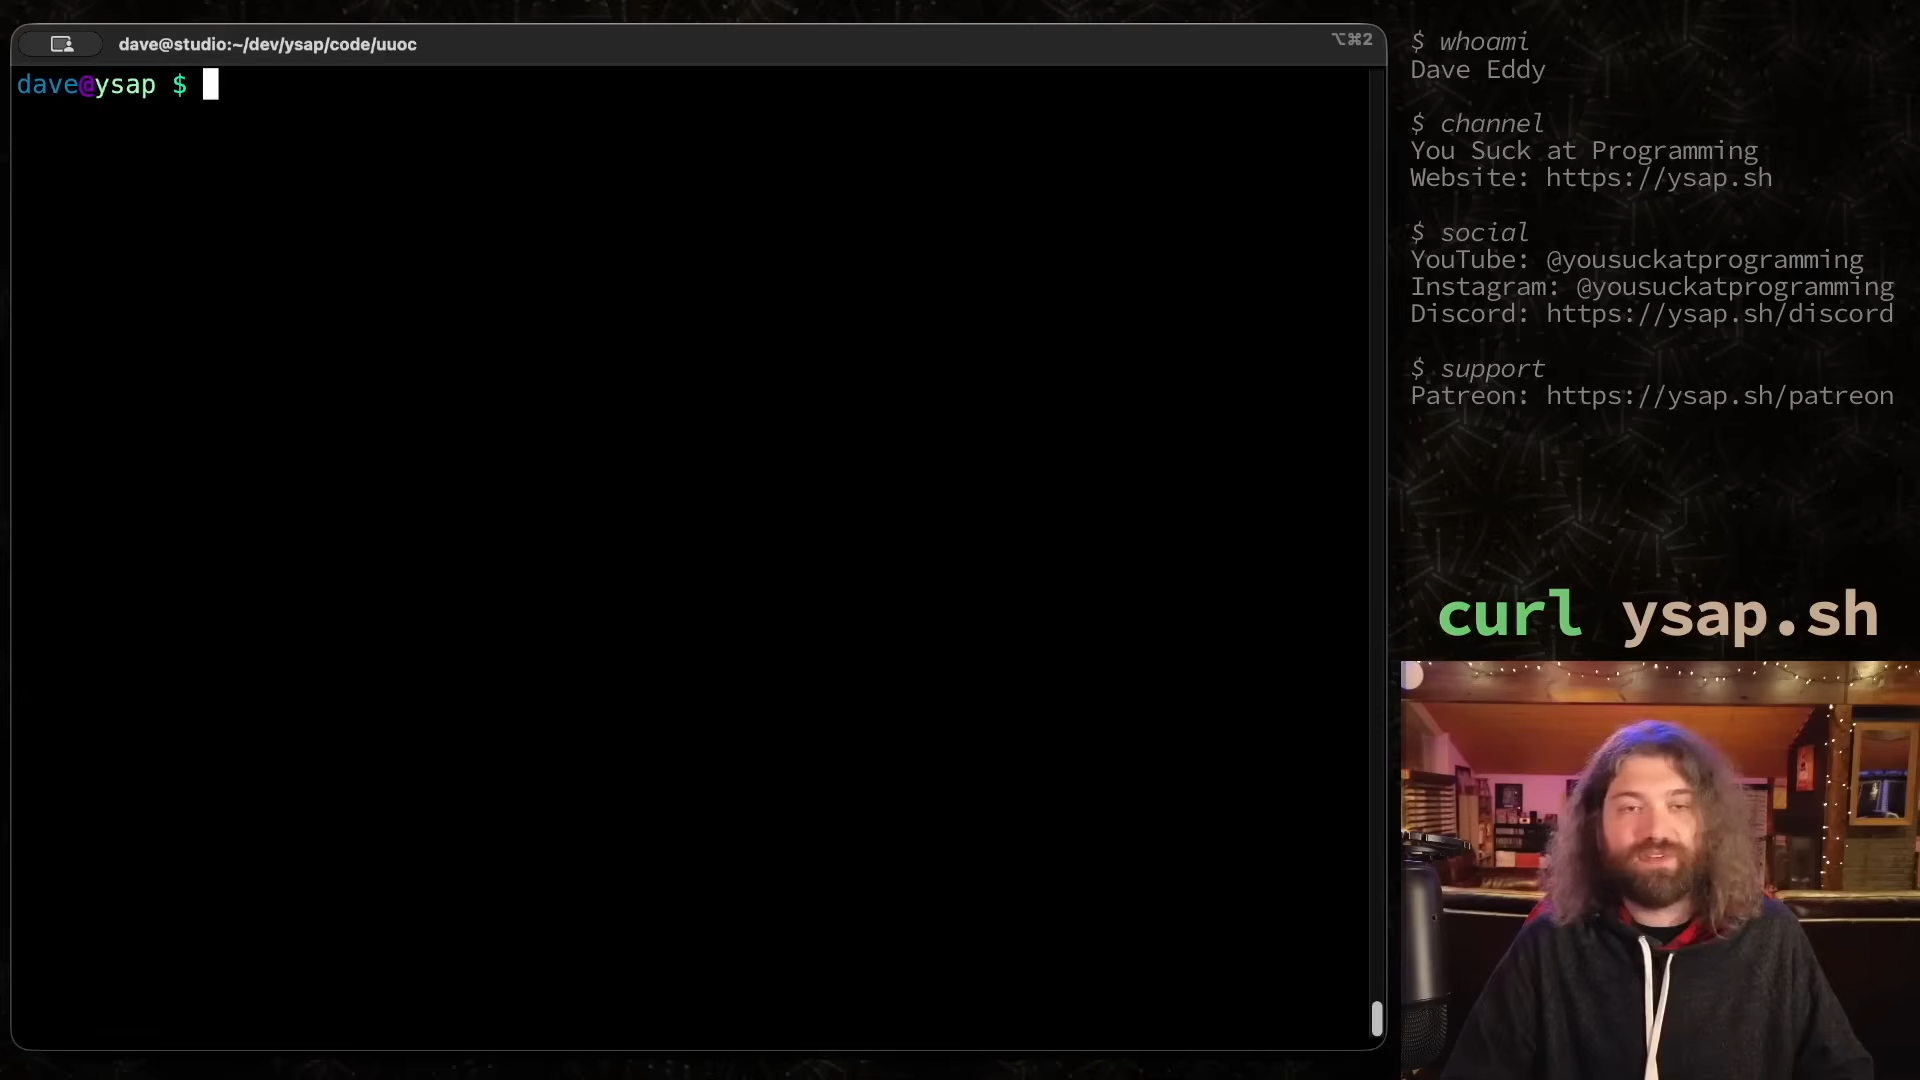 dave@studio:~/dev/ysap/code/uuoc
⌥⌘2
dave@ysap $
$ whoami
Dave Eddy
$ channel
You Suck at Programming
Website: https://ysap.sh
$ social
YouTube: @yousuckatprogramming
Instagram: @yousuckatprogramming
Discord: https://ysap.sh/discord
$ support
Patreon: https://ysap.sh/patreon
curl ysap.sh